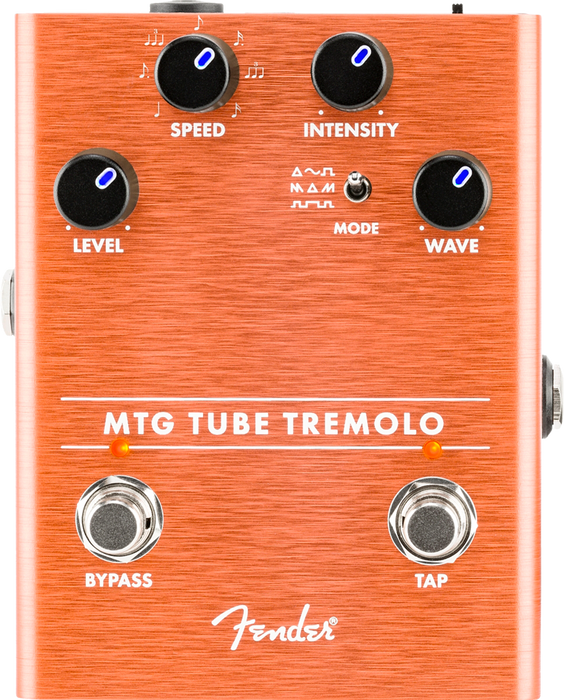 SPEED
INTENSITY
LEVEL
MODE
WAVE
MTG TUBE TREMOLO
BYPASS
TAP
Fender®